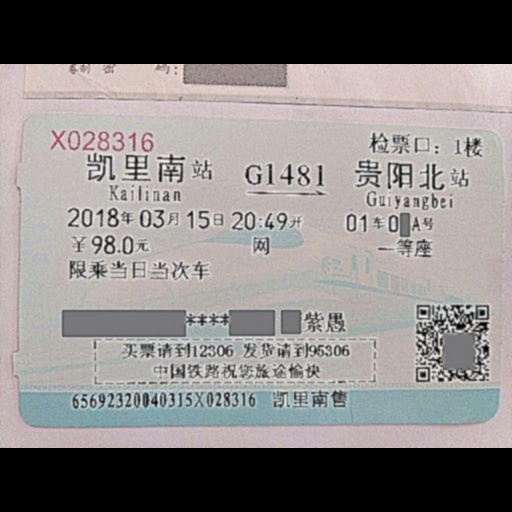 码:
X028316 检票口:1楼
凯里南站 G1481 贵阳北站
Kailinan Guiyangbei
2018年03月15日20:49开 01车0 A号
￥98.0元 网 一等座
限乘当日当次车
**** 紫愚
买票请到12306 发货请到95306
中国铁路祝您旅途愉快
65692320040315X028316 凯里南售